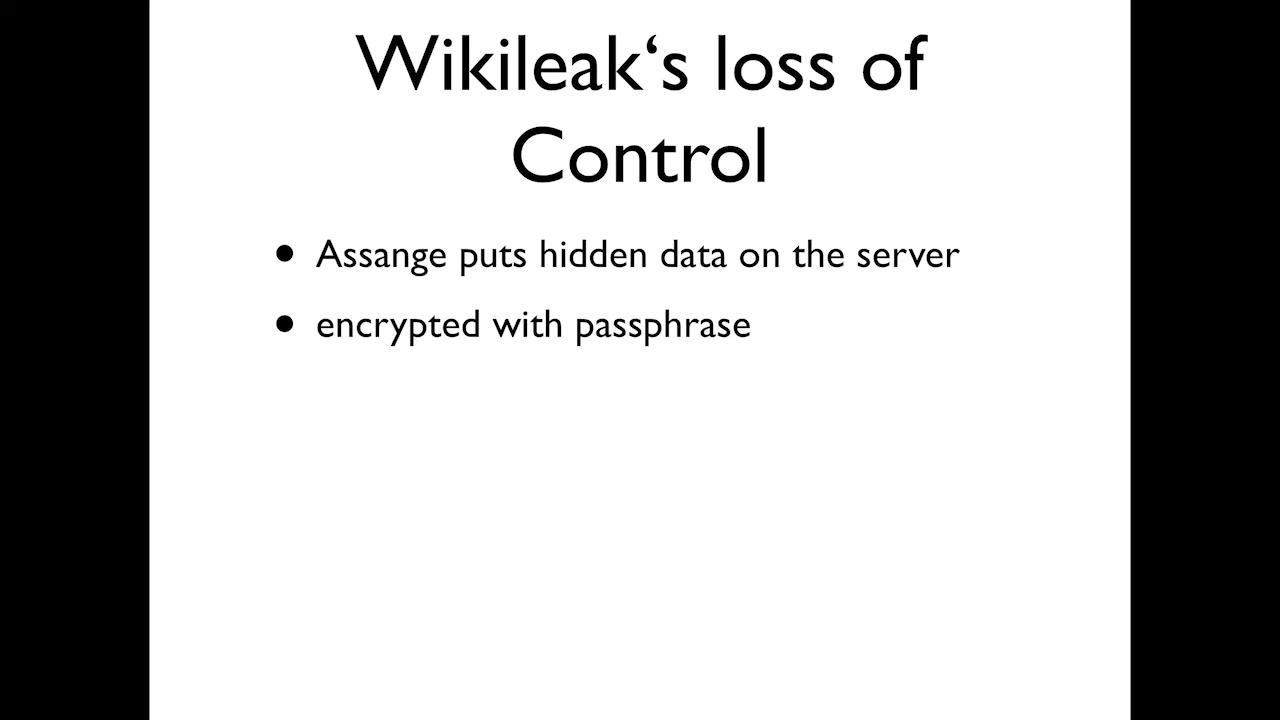 Wikileak‘s loss of
Control
• Assange puts hidden data on the server
• encrypted with passphrase